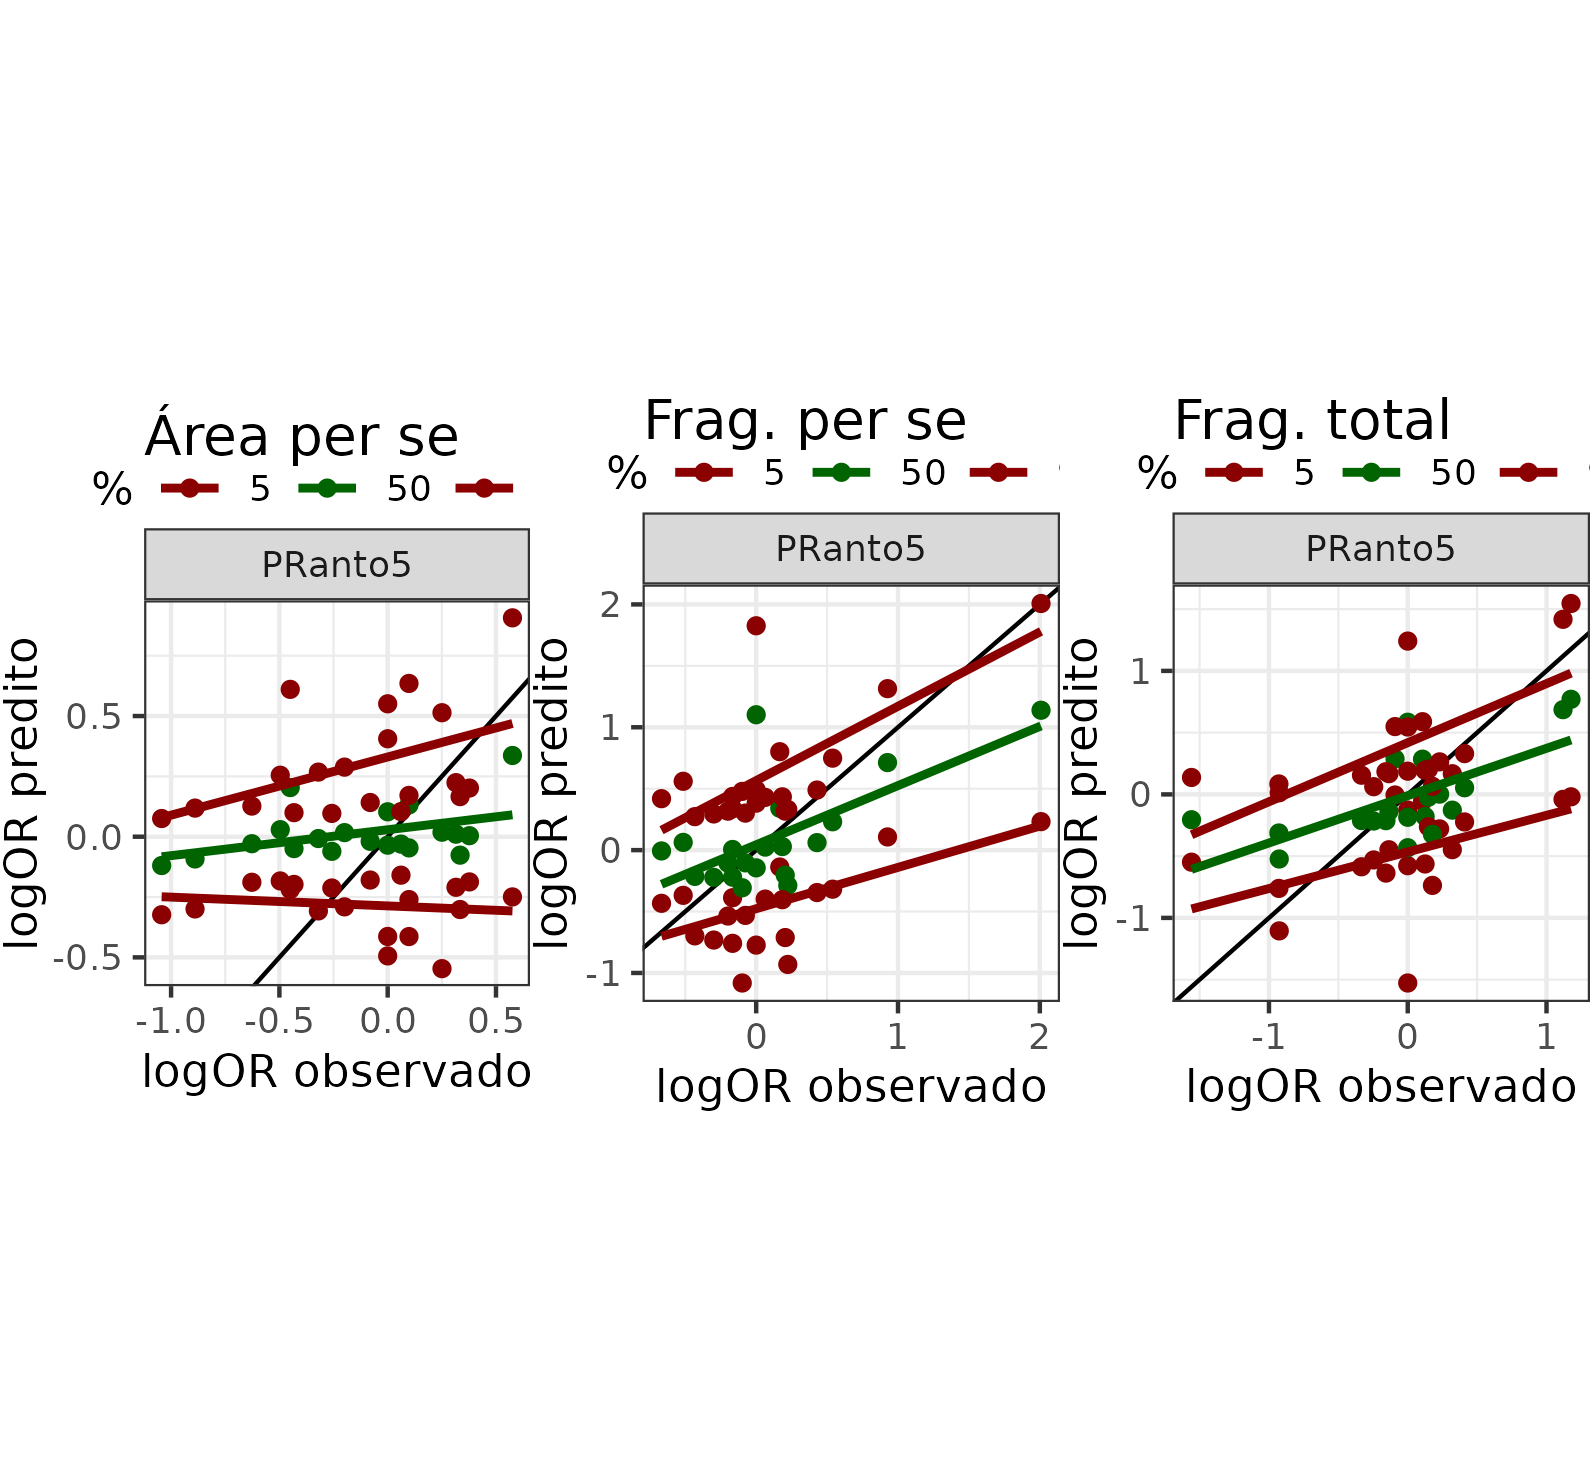 Área per se
% 5 50
PRanto5
logOR predito
0.5
0.0
-0.5
-1.0 -0.5 0.0 0.5
logOR observado
Frag. per se
% 5 50
PRanto5
logOR predito
2
1
0
-1
0 1 2
logOR observado
Frag. total
% 5 50
PRanto5
logOR predito
1
0
-1
-1 0 1
logOR observado